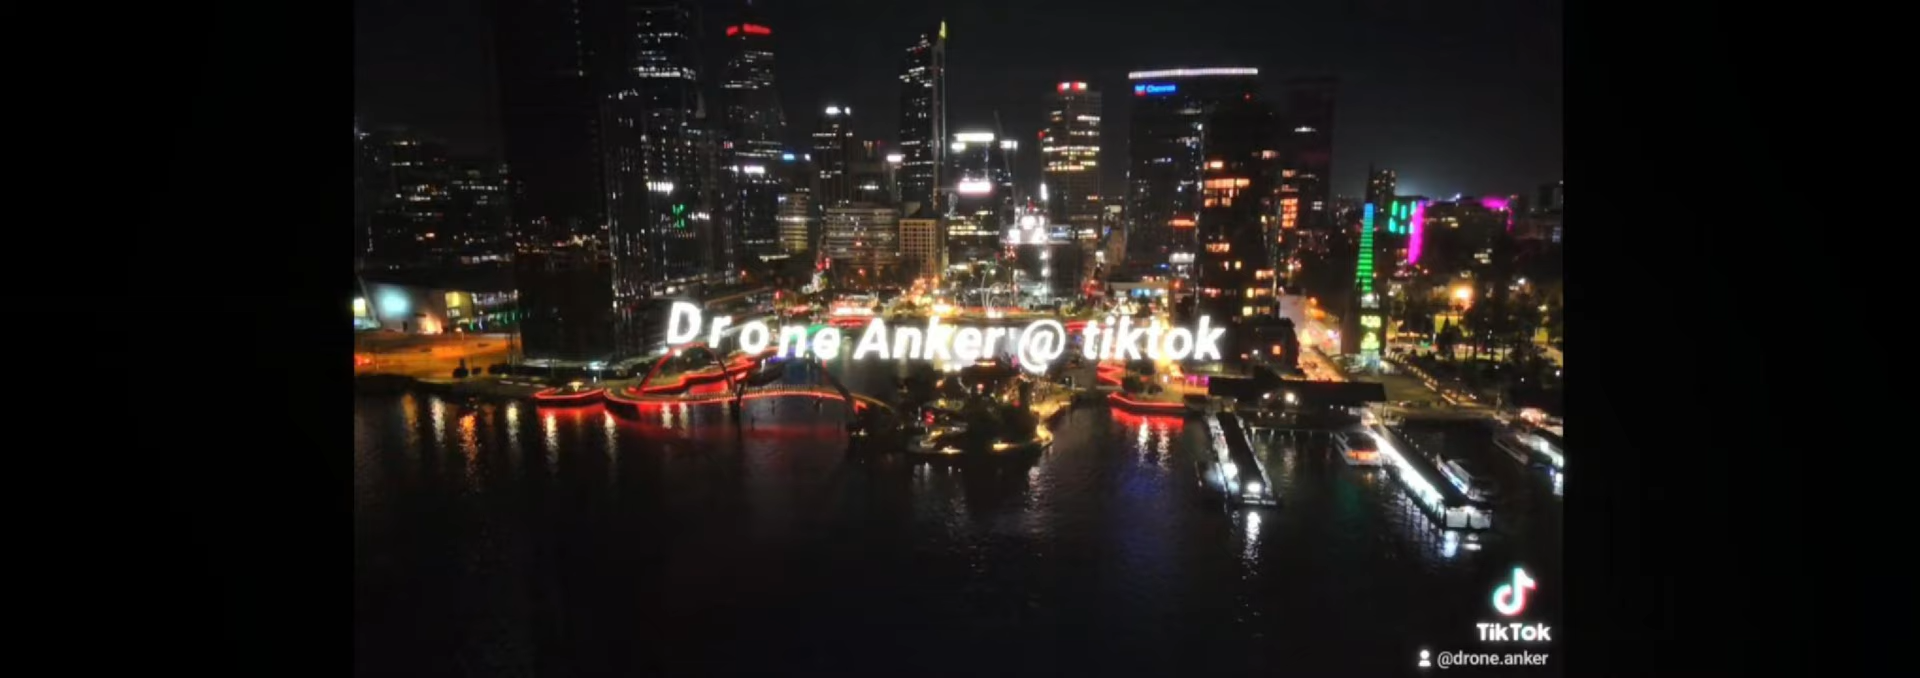 Chevron
Drone Anker @ tiktok
TikTok
@drone.anker